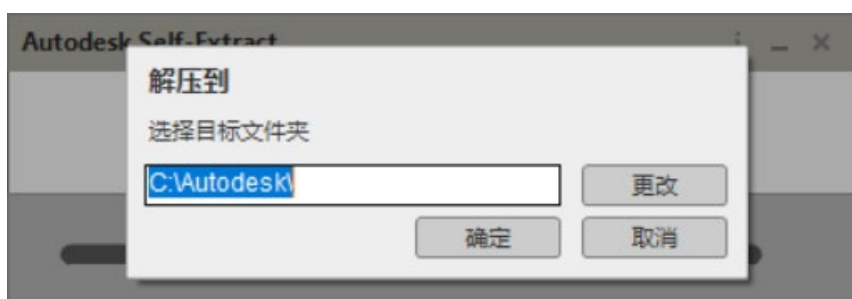 Autodesk Self-Extract
解压到
选择目标文件夹
C:\Autodesk\
更改
确定
取消